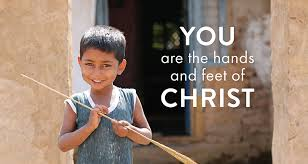 YOU
are the hands
and feet of
CHRIST